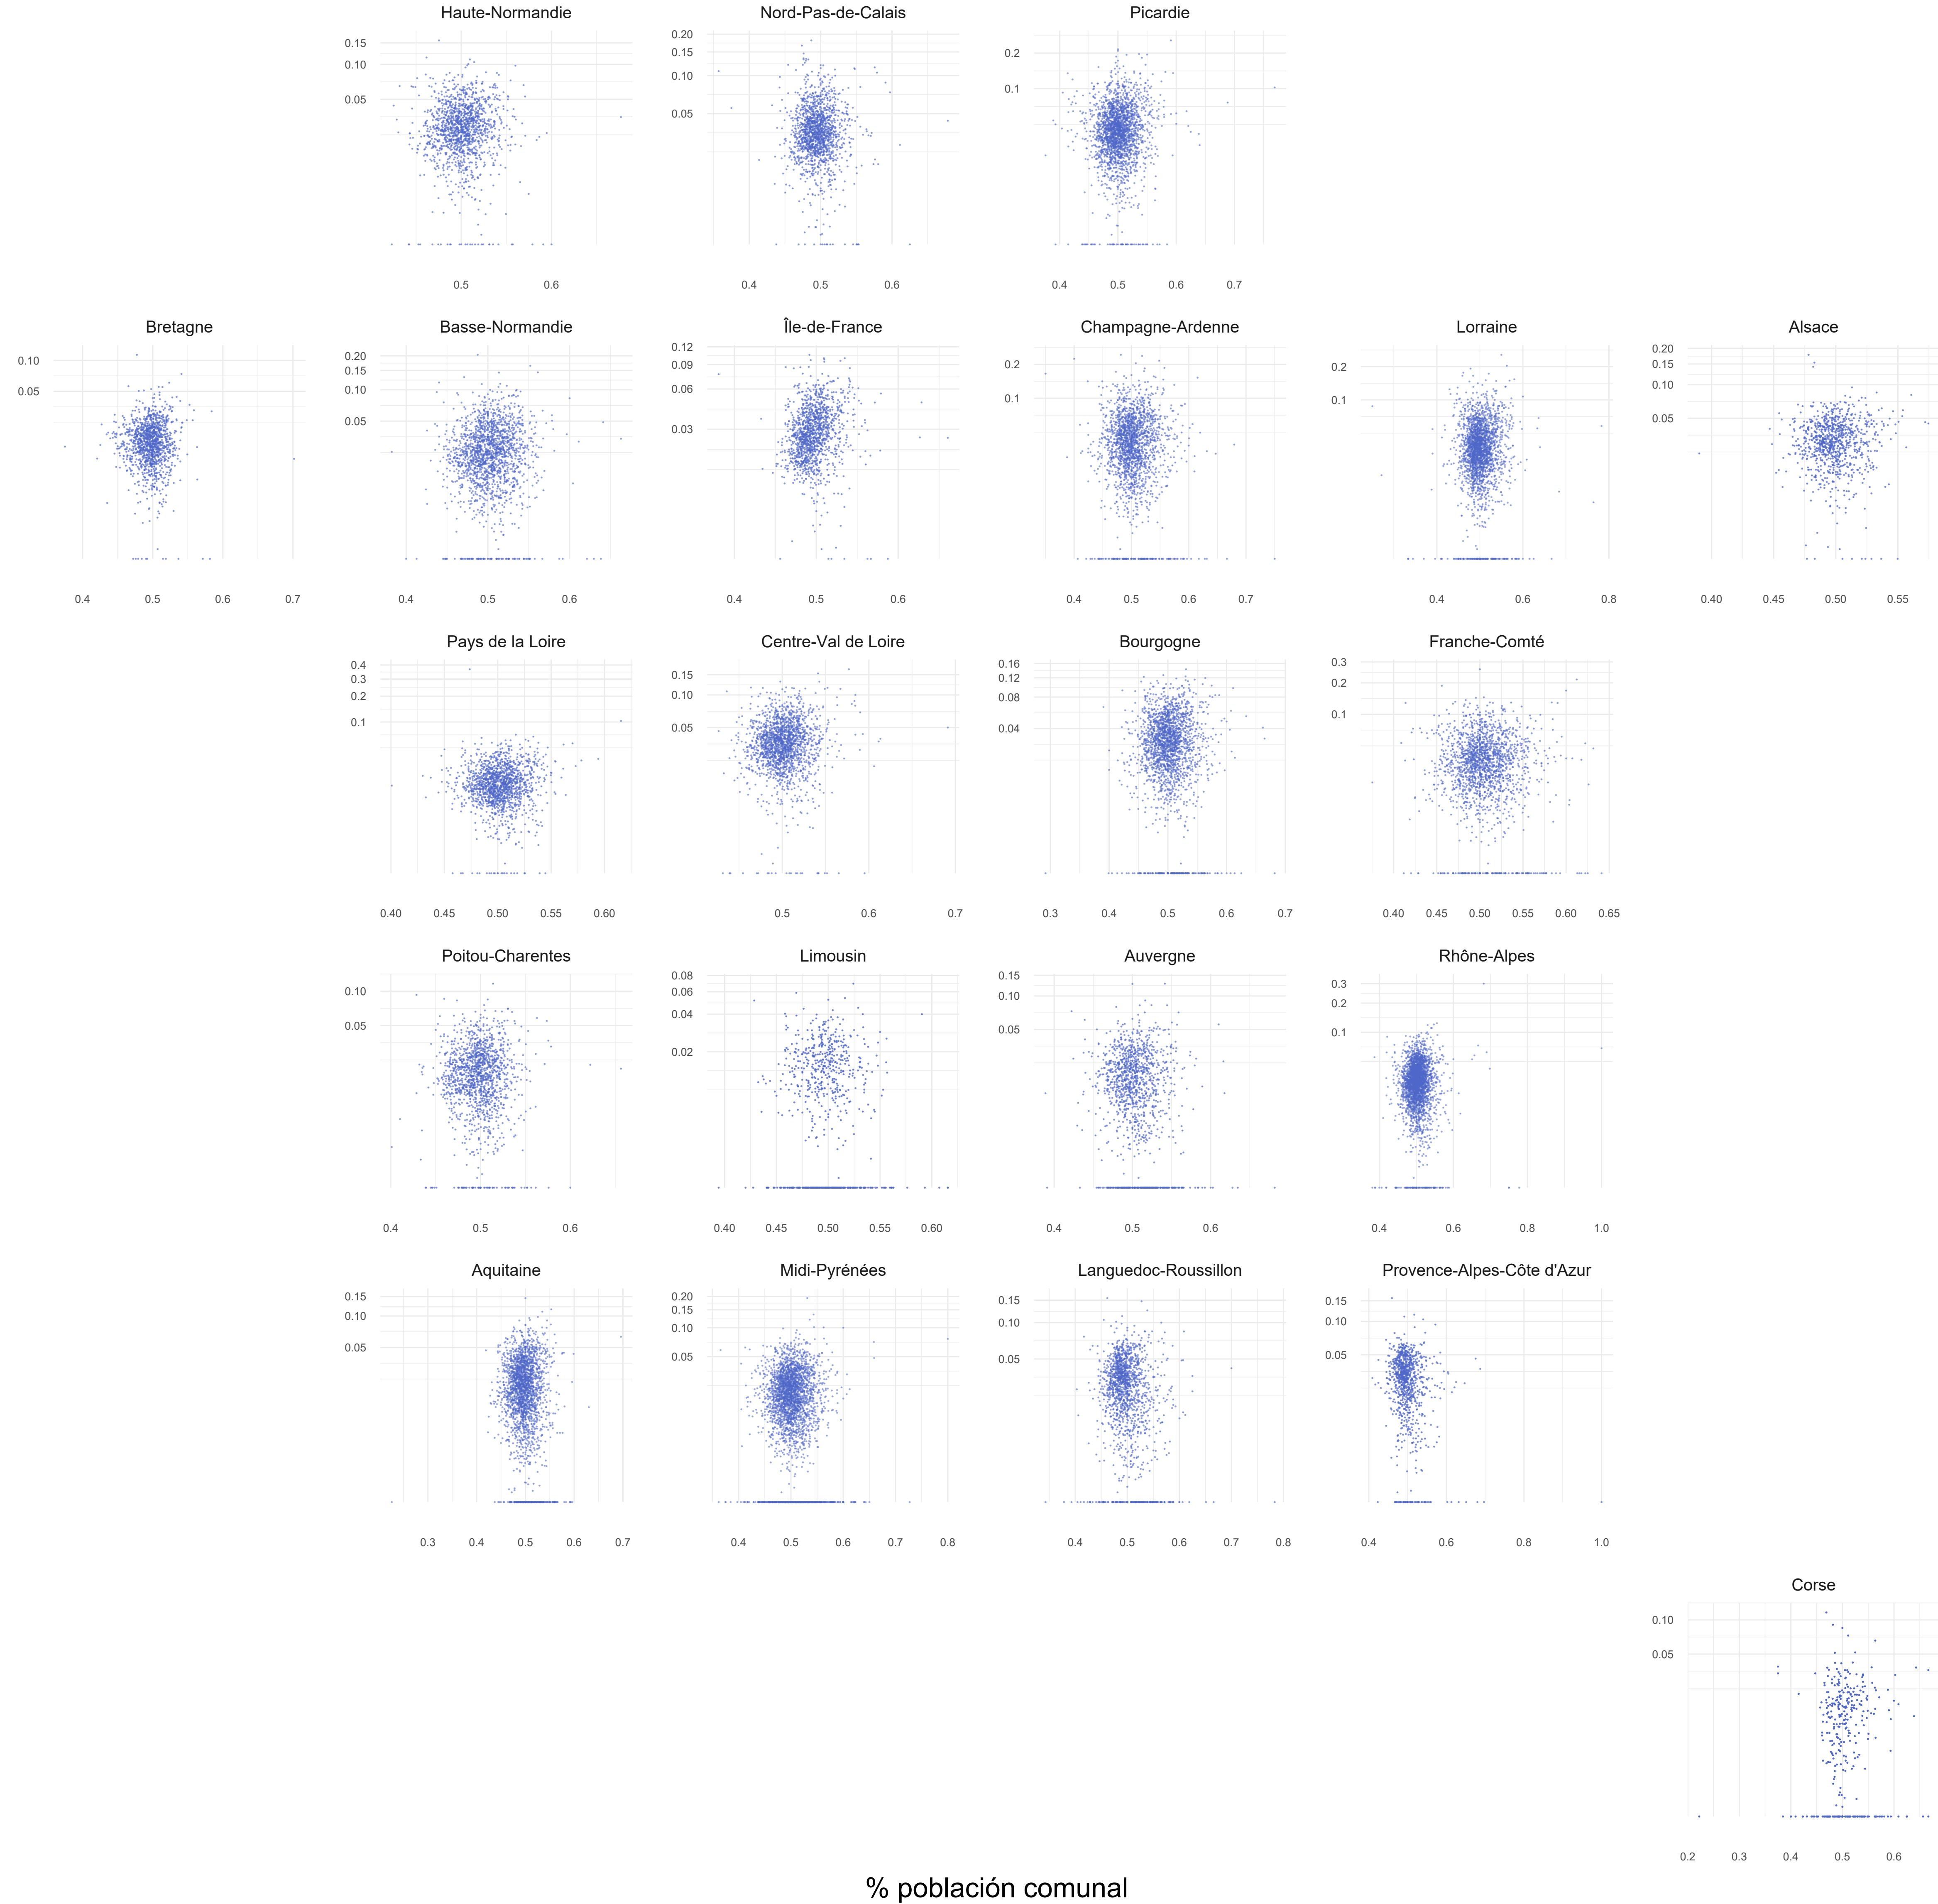 Haute-Normandie Nord-Pas-de-Calais Picardie
0.15 0.10 0.05
0.20 0.15 0.10 0.05
0.2 0.1
0.5 0.6
0.4 0.5 0.6
0.4 0.5 0.6 0.7
Bretagne Basse-Normandie Île-de-France Champagne-Ardenne Lorraine Alsace
0.10 0.05
0.20 0.15 0.10 0.05
0.12 0.09 0.06 0.03
0.2 0.1
0.2 0.1
0.20 0.15 0.10 0.05
0.4 0.5 0.6 0.7
0.4 0.5 0.6
0.4 0.5 0.6
0.4 0.5 0.6 0.7
0.4 0.6 0.8
0.40 0.45 0.50 0.55
Pays de la Loire Centre-Val de Loire Bourgogne Franche-Comté
0.4 0.3 0.2 0.1
0.15 0.10 0.05
0.16 0.12 0.08 0.04
0.3 0.2 0.1
0.40 0.45 0.50 0.55 0.60
0.5 0.6 0.7
0.3 0.4 0.5 0.6 0.7
0.40 0.45 0.50 0.55 0.60 0.65
Poitou-Charentes Limousin Auvergne Rhône-Alpes
0.10 0.05
0.08 0.06 0.04 0.02
0.15 0.10 0.05
0.3 0.2 0.1
0.4 0.5 0.6
0.40 0.45 0.50 0.55 0.60
0.4 0.5 0.6
0.4 0.6 0.8 1.0
Aquitaine Midi-Pyrénées Languedoc-Roussillon Provence-Alpes-Côte d'Azur
0.15 0.10 0.05
0.20 0.15 0.10 0.05
0.15 0.10 0.05
0.15 0.10 0.05
0.3 0.4 0.5 0.6 0.7
0.4 0.5 0.6 0.7 0.8
0.4 0.5 0.6 0.7 0.8
0.4 0.6 0.8 1.0
Corse
0.10 0.05
0.2 0.3 0.4 0.5 0.6
% población comunal